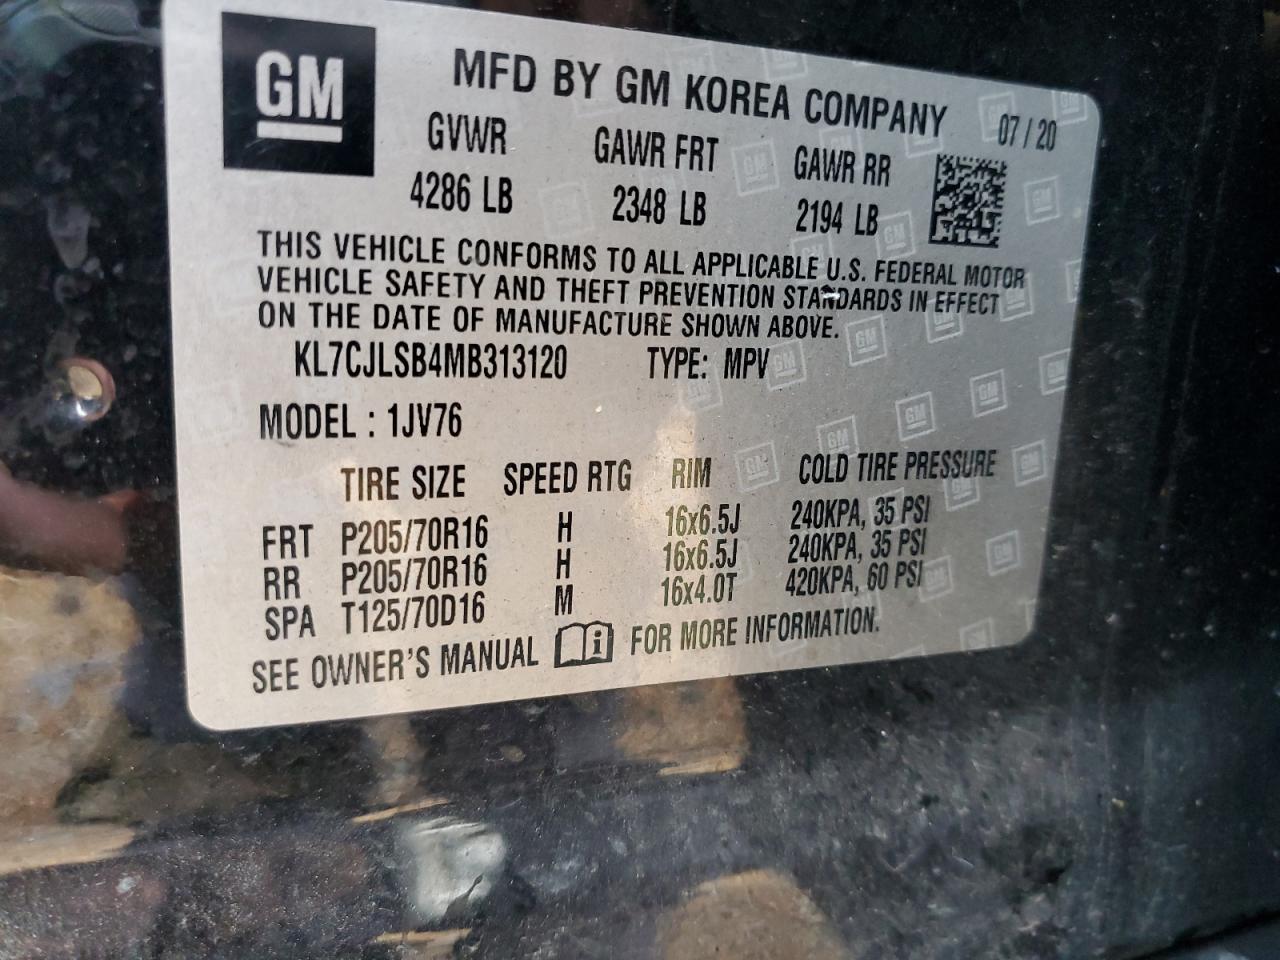 GM
MFD BY GM KOREA COMPANY 07 / 20
GVWR GAWR FRT GAWR RR
4286 LB 2348 LB 2194 LB
THIS VEHICLE CONFORMS TO ALL APPLICABLE U.S. FEDERAL MOTOR
VEHICLE SAFETY AND THEFT PREVENTION STANDARDS IN EFFECT
ON THE DATE OF MANUFACTURE SHOWN ABOVE.
KL7CJLSB4MB313120 TYPE: MPV
MODEL : 1JV76
TIRE SIZE SPEED RTG RIM COLD TIRE PRESSURE
FRT P205/70R16 H 16x6.5J 240KPA, 35 PSI
RR P205/70R16 H 16x6.5J 240KPA, 35 PSI
SPA T125/70D16 M 16x4.0T 420KPA, 60 PSI
SEE OWNER'S MANUAL FOR MORE INFORMATION.